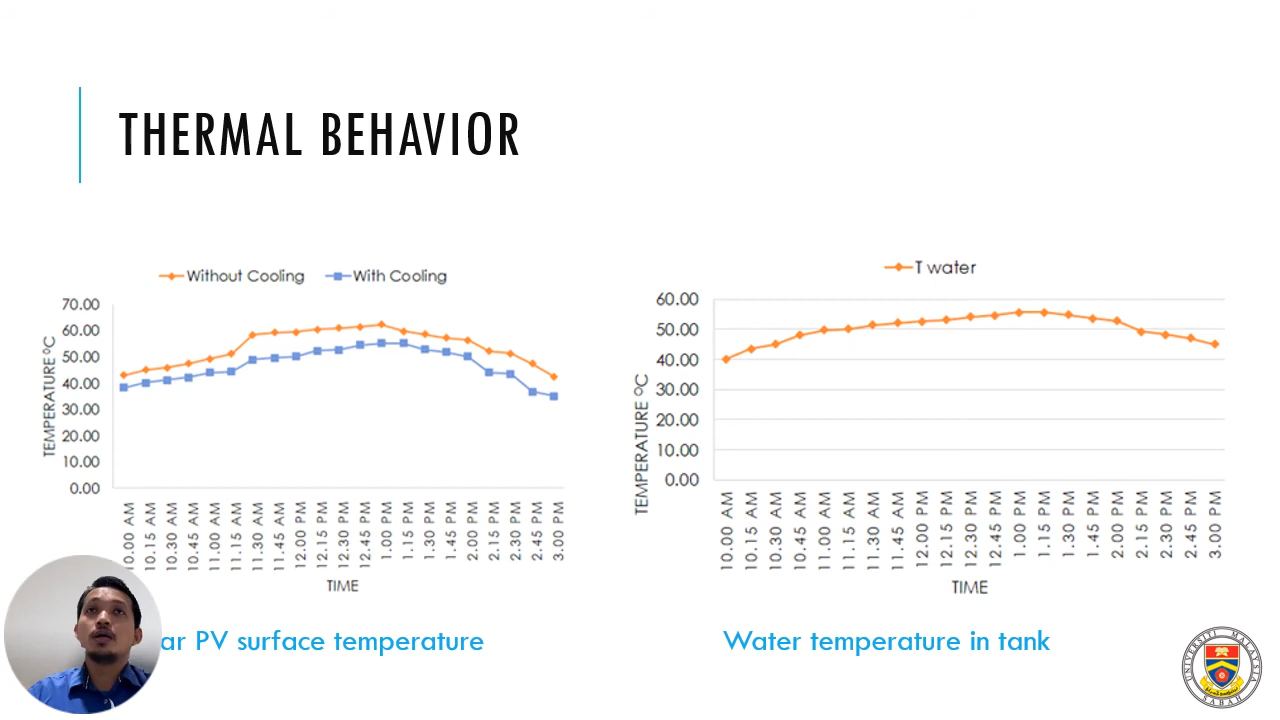 THERMAL BEHAVIOR
Without Cooling
With Cooling
70.00
60.00
50.00
40.00
30.00
20.00
10.00
0.00
TEMPERATURE ⁰C
10.00 AM
10.15 AM
10.30 AM
10.45 AM
11.00 AM
11.15 AM
11.30 AM
11.45 AM
12.00 PM
12.15 PM
12.30 PM
12.45 PM
1.00 PM
1.15 PM
1.30 PM
1.45 PM
2.00 PM
2.15 PM
2.30 PM
2.45 PM
3.00 PM
TIME
ar PV surface temperature
T water
60.00
50.00
40.00
30.00
20.00
10.00
0.00
TEMPERATURE ⁰C
10.00 AM
10.15 AM
10.30 AM
10.45 AM
11.00 AM
11.15 AM
11.30 AM
11.45 AM
12.00 PM
12.15 PM
12.30 PM
12.45 PM
1.00 PM
1.15 PM
1.30 PM
1.45 PM
2.00 PM
2.15 PM
2.30 PM
2.45 PM
3.00 PM
TIME
Water temperature in tank
UNIVERSITI MALAYSIA
SABAH